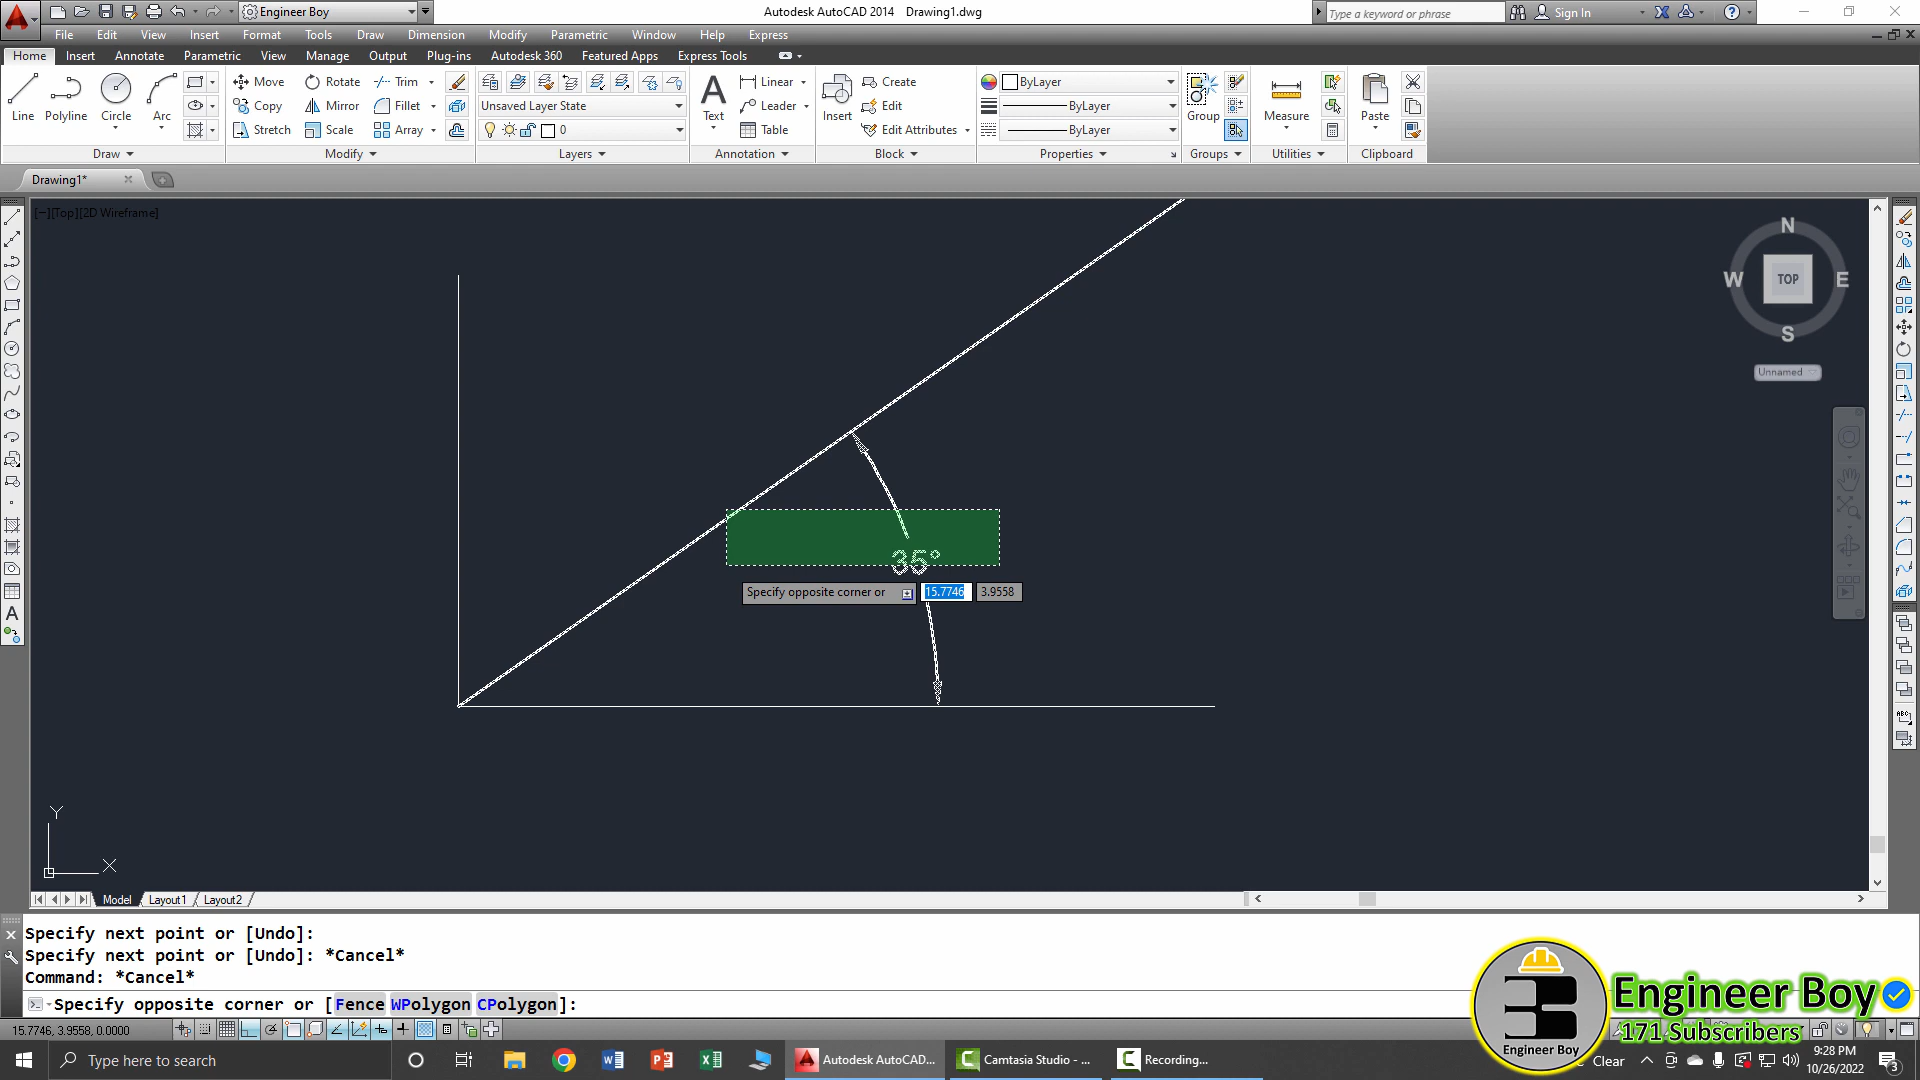 Engineer Boy
Autodesk AutoCAD 2014 Drawing1.dwg
Type a keyword or phrase
Sign In
File Edit View Insert Format Tools Draw Dimension Modify Parametric Window Help Express
Home Insert Annotate Parametric View Manage Output Plug-ins Autodesk 360 Featured Apps Express Tools
Line
Polyline
Circle
Arc
Draw
Move
Rotate
Trim
Copy
Mirror
Fillet
Stretch
Scale
Array
Modify
Unsaved Layer State
0
Layers
Text
Linear
Leader
Table
Annotation
Insert
Create
Edit
Edit Attributes
Block
ByLayer
ByLayer
ByLayer
Properties
Group
Groups
Measure
Utilities
Paste
Clipboard
Drawing1*
[−][Top][2D Wireframe]
N
W
TOP
E
S
Unnamed
35°
Specify opposite corner or
15.7746
3.9558
Y
X
Model Layout1 Layout2
Specify next point or [Undo]:
Specify next point or [Undo]: *Cancel*
Command: *Cancel*
Specify opposite corner or [Fence WPolygon CPolygon]:
15.7746, 3.9558, 0.0000
Engineer Boy
Engineer Boy
171 Subscribers
Type here to search
Autodesk AutoCAD...
Camtasia Studio - ...
Recording...
Clear
9:28 PM
10/26/2022
3